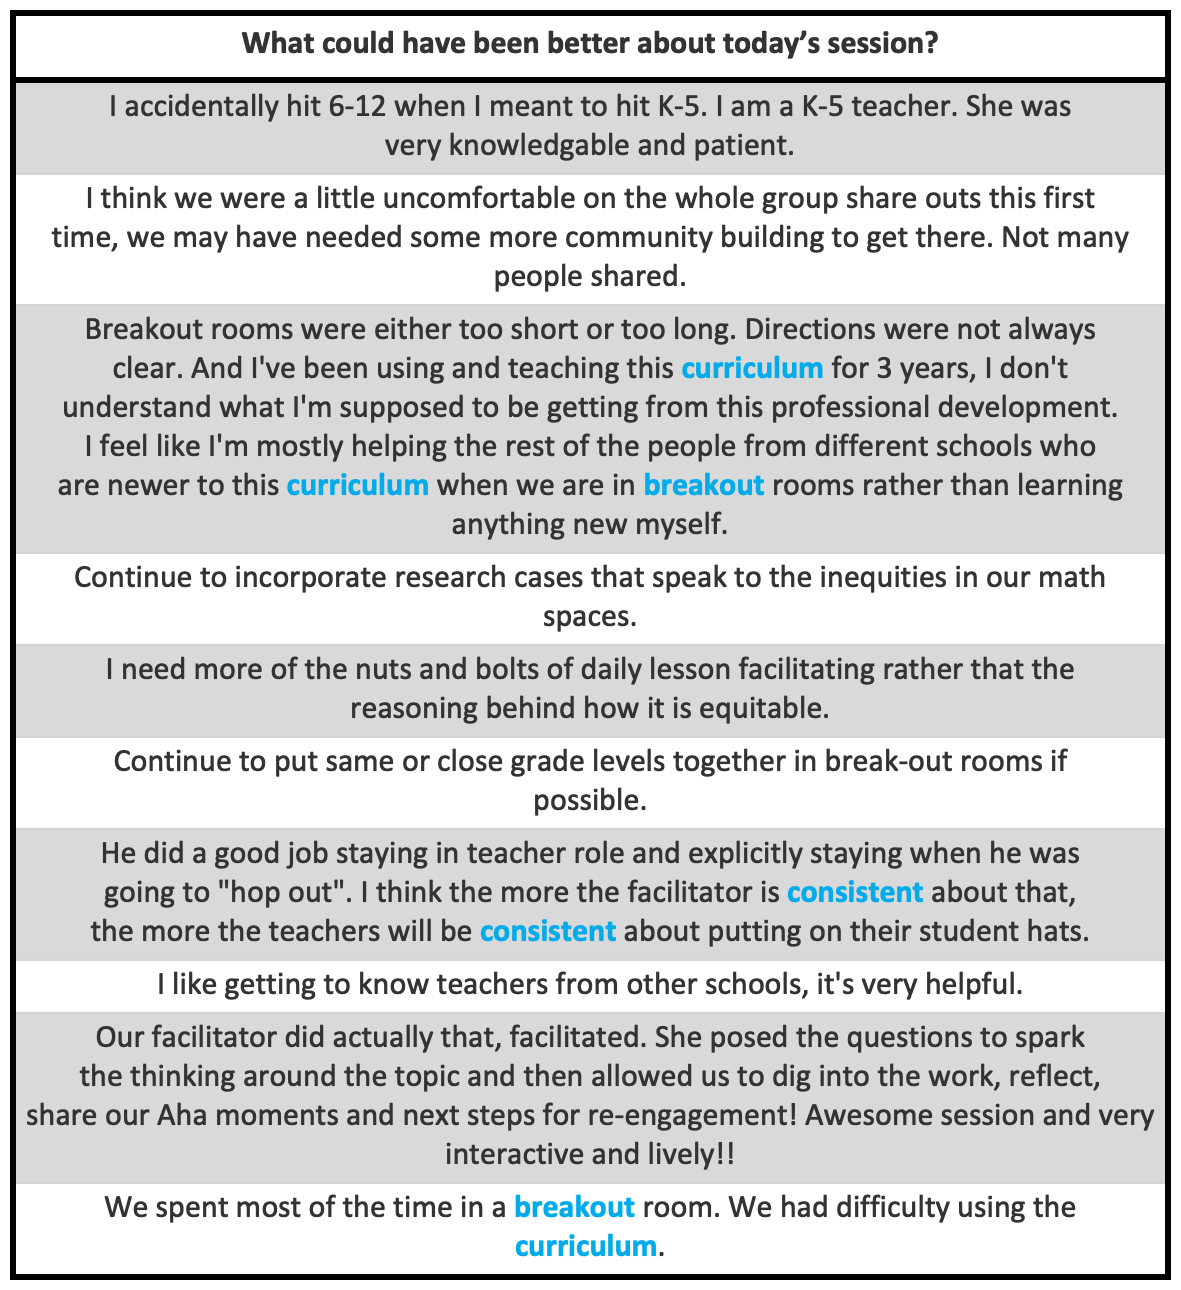 What could have been better about today’s session?
I accidentally hit 6-12 when I meant to hit K-5. I am a K-5 teacher. She was
very knowledgable and patient.
I think we were a little uncomfortable on the whole group share outs this first
time, we may have needed some more community building to get there. Not many
people shared.
Breakout rooms were either too short or too long. Directions were not always
clear. And I've been using and teaching this curriculum for 3 years, I don't
understand what I'm supposed to be getting from this professional development.
I feel like I'm mostly helping the rest of the people from different schools who
are newer to this curriculum when we are in breakout rooms rather than learning
anything new myself.
Continue to incorporate research cases that speak to the inequities in our math
spaces.
I need more of the nuts and bolts of daily lesson facilitating rather that the
reasoning behind how it is equitable.
Continue to put same or close grade levels together in break-out rooms if
possible.
He did a good job staying in teacher role and explicitly staying when he was
going to "hop out". I think the more the facilitator is consistent about that,
the more the teachers will be consistent about putting on their student hats.
I like getting to know teachers from other schools, it's very helpful.
Our facilitator did actually that, facilitated. She posed the questions to spark
the thinking around the topic and then allowed us to dig into the work, reflect,
share our Aha moments and next steps for re-engagement! Awesome session and very
interactive and lively!!
We spent most of the time in a breakout room. We had difficulty using the
curriculum.